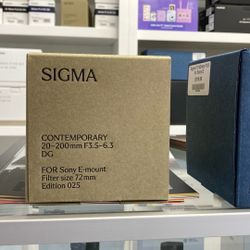 SIGMA
CONTEMPORARY
20-200mm F3.5-6.3
DG
FOR Sony E-mount
Filter size 72mm
Edition 025